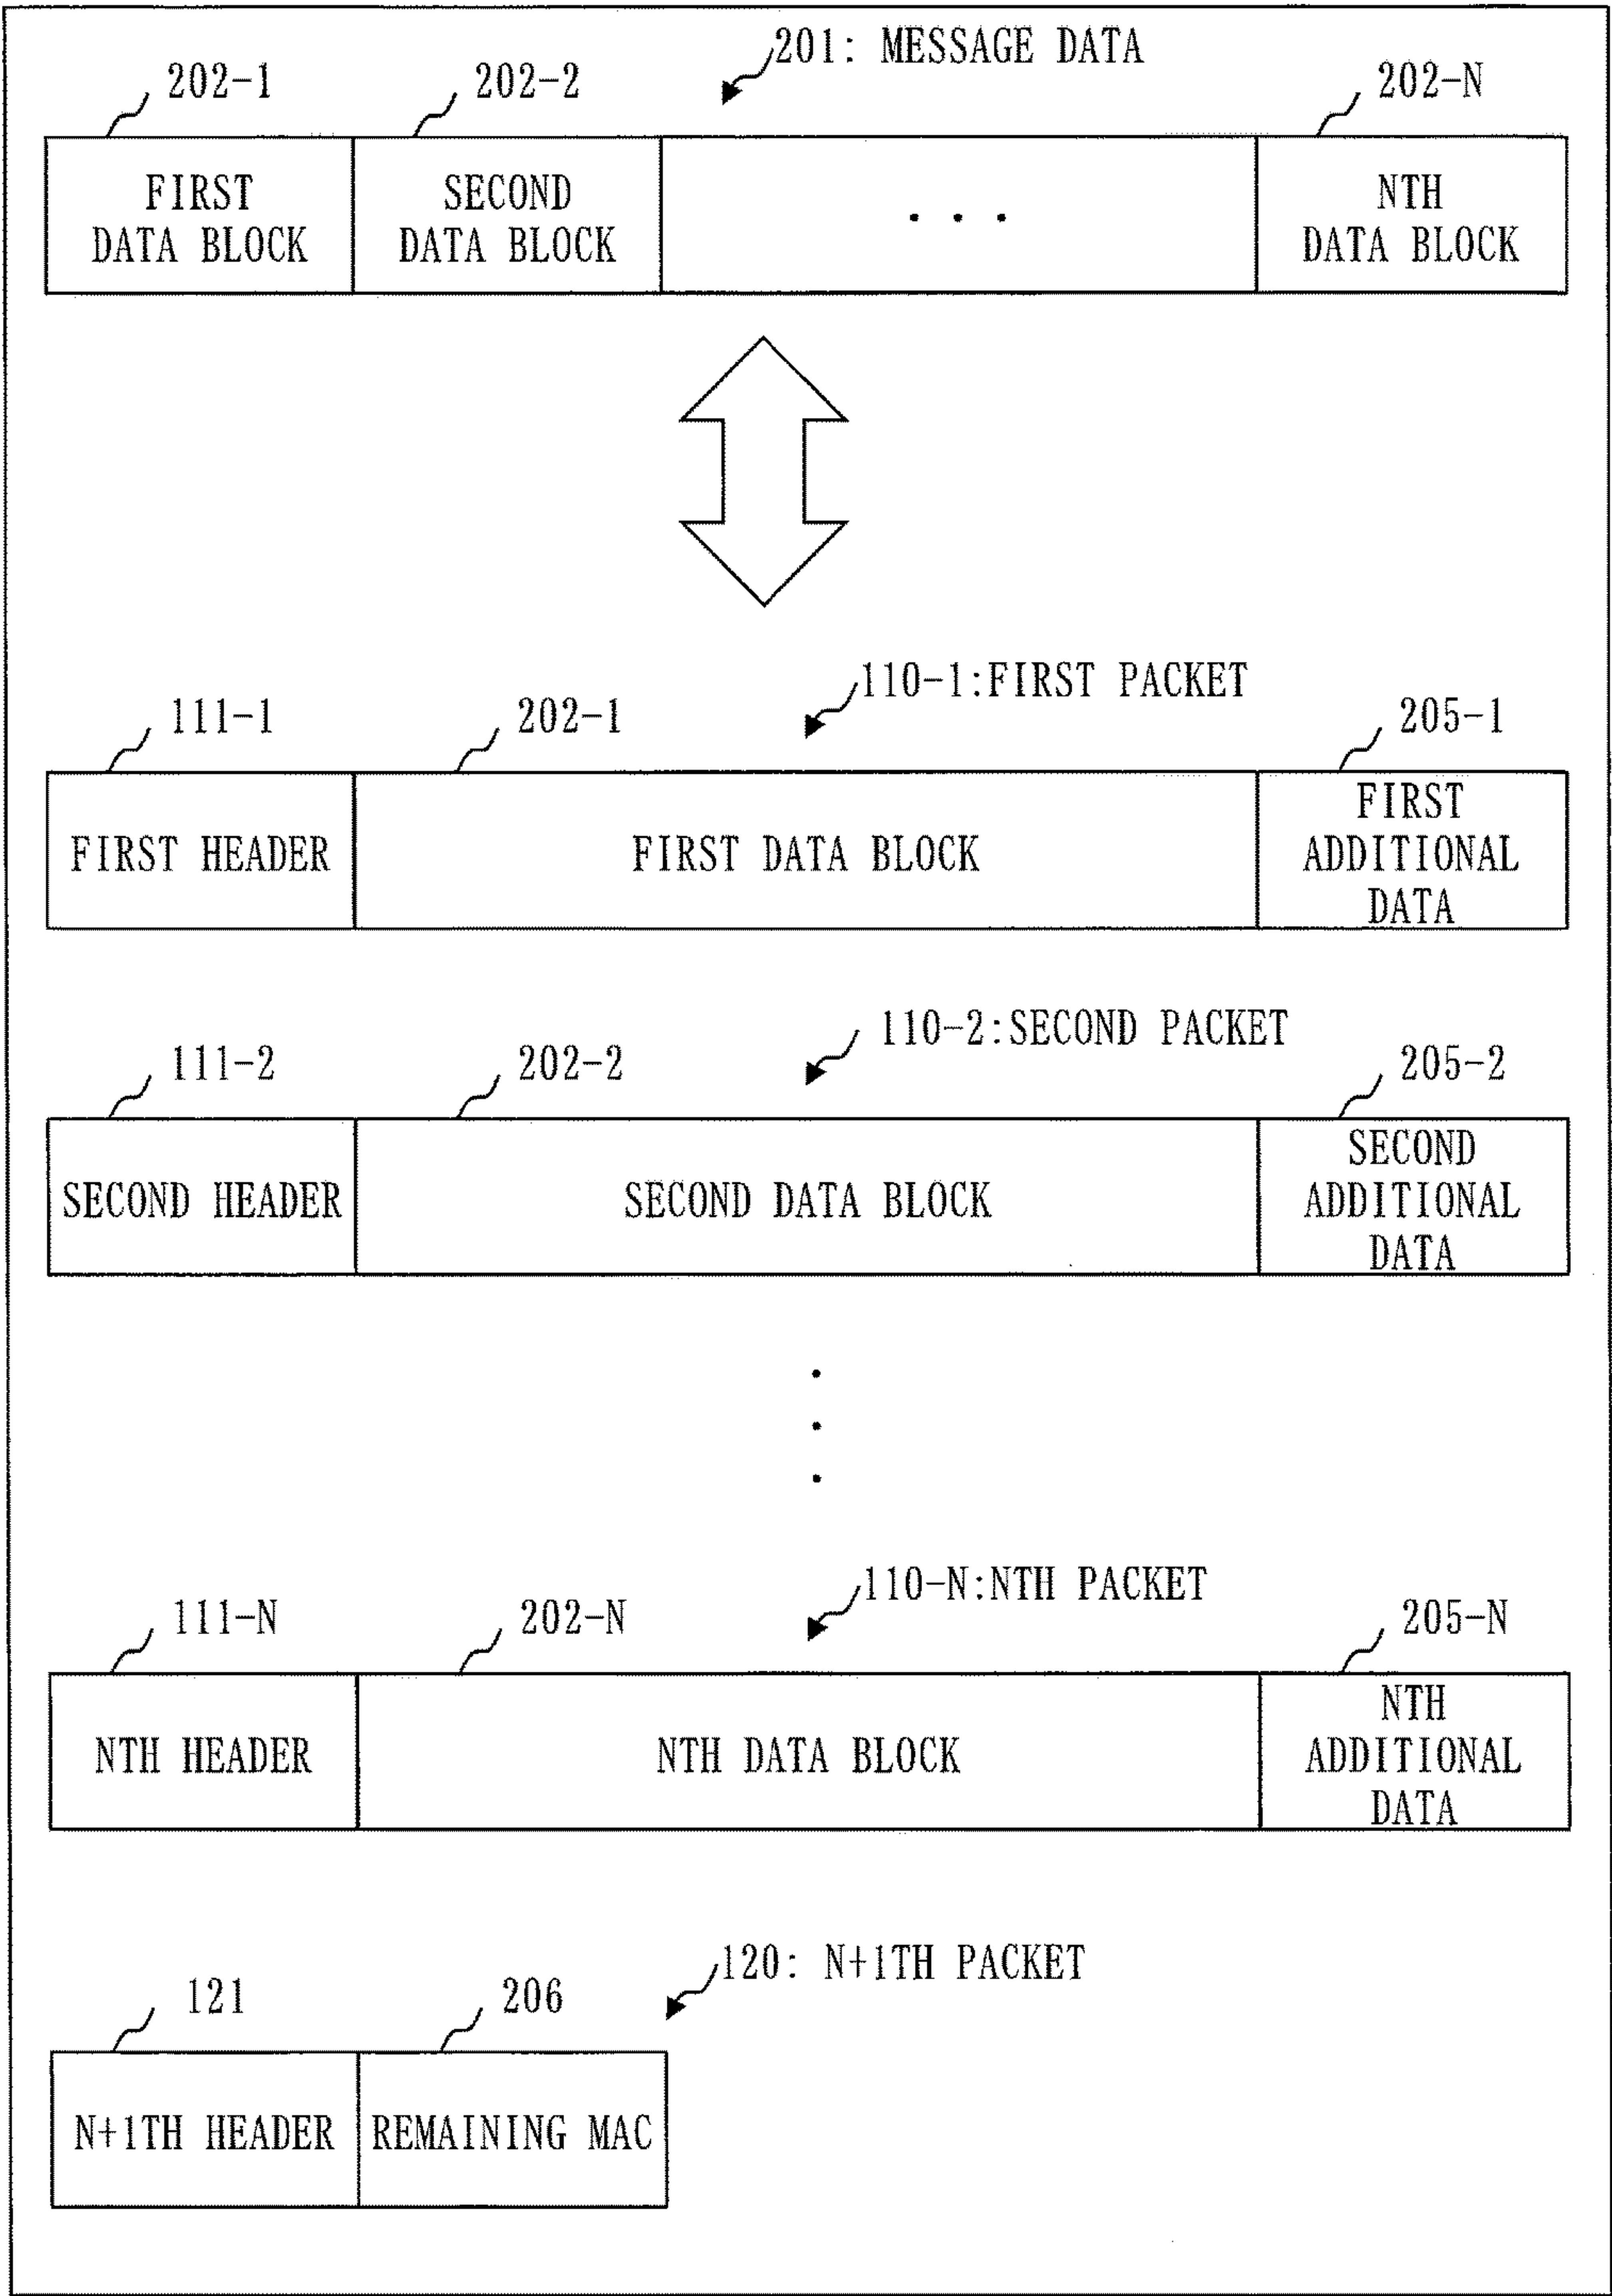 201: MESSAGE DATA
202-1 202-2 202-N
FIRST DATA BLOCK
SECOND DATA BLOCK
. . .
NTH DATA BLOCK
110-1:FIRST PACKET
111-1 202-1 205-1
FIRST HEADER
FIRST DATA BLOCK
FIRST ADDITIONAL DATA
110-2:SECOND PACKET
111-2 202-2 205-2
SECOND HEADER
SECOND DATA BLOCK
SECOND ADDITIONAL DATA
110-N:NTH PACKET
111-N 202-N 205-N
NTH HEADER
NTH DATA BLOCK
NTH ADDITIONAL DATA
120: N+1TH PACKET
121 206
N+1TH HEADER
REMAINING MAC